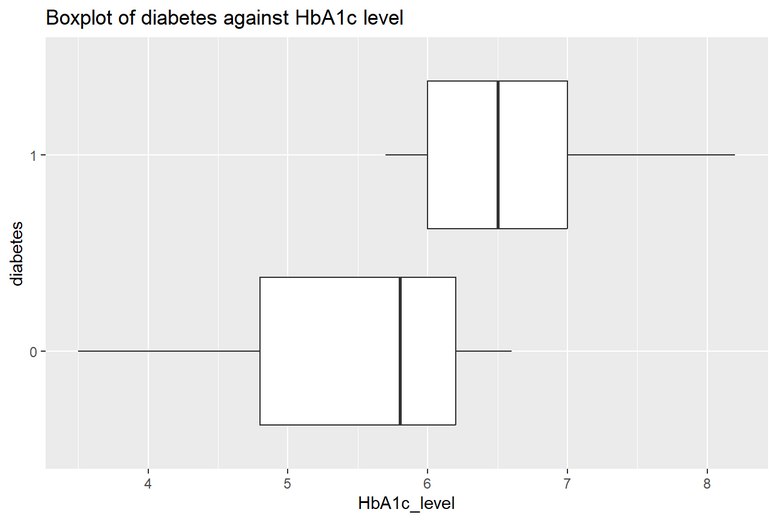 Boxplot of diabetes against HbA1c level
diabetes
1
0
4 5 6 7 8
HbA1c_level